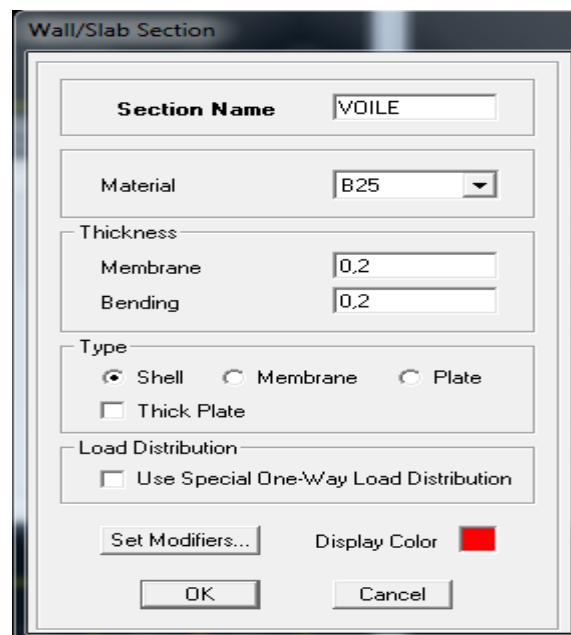 Wall/Slab Section
Section Name VOILE
Material B25
Thickness
Membrane 0,2
Bending 0,2
Type
Shell Membrane Plate
Thick Plate
Load Distribution
Use Special One-Way Load Distribution
Set Modifiers... Display Color
OK Cancel